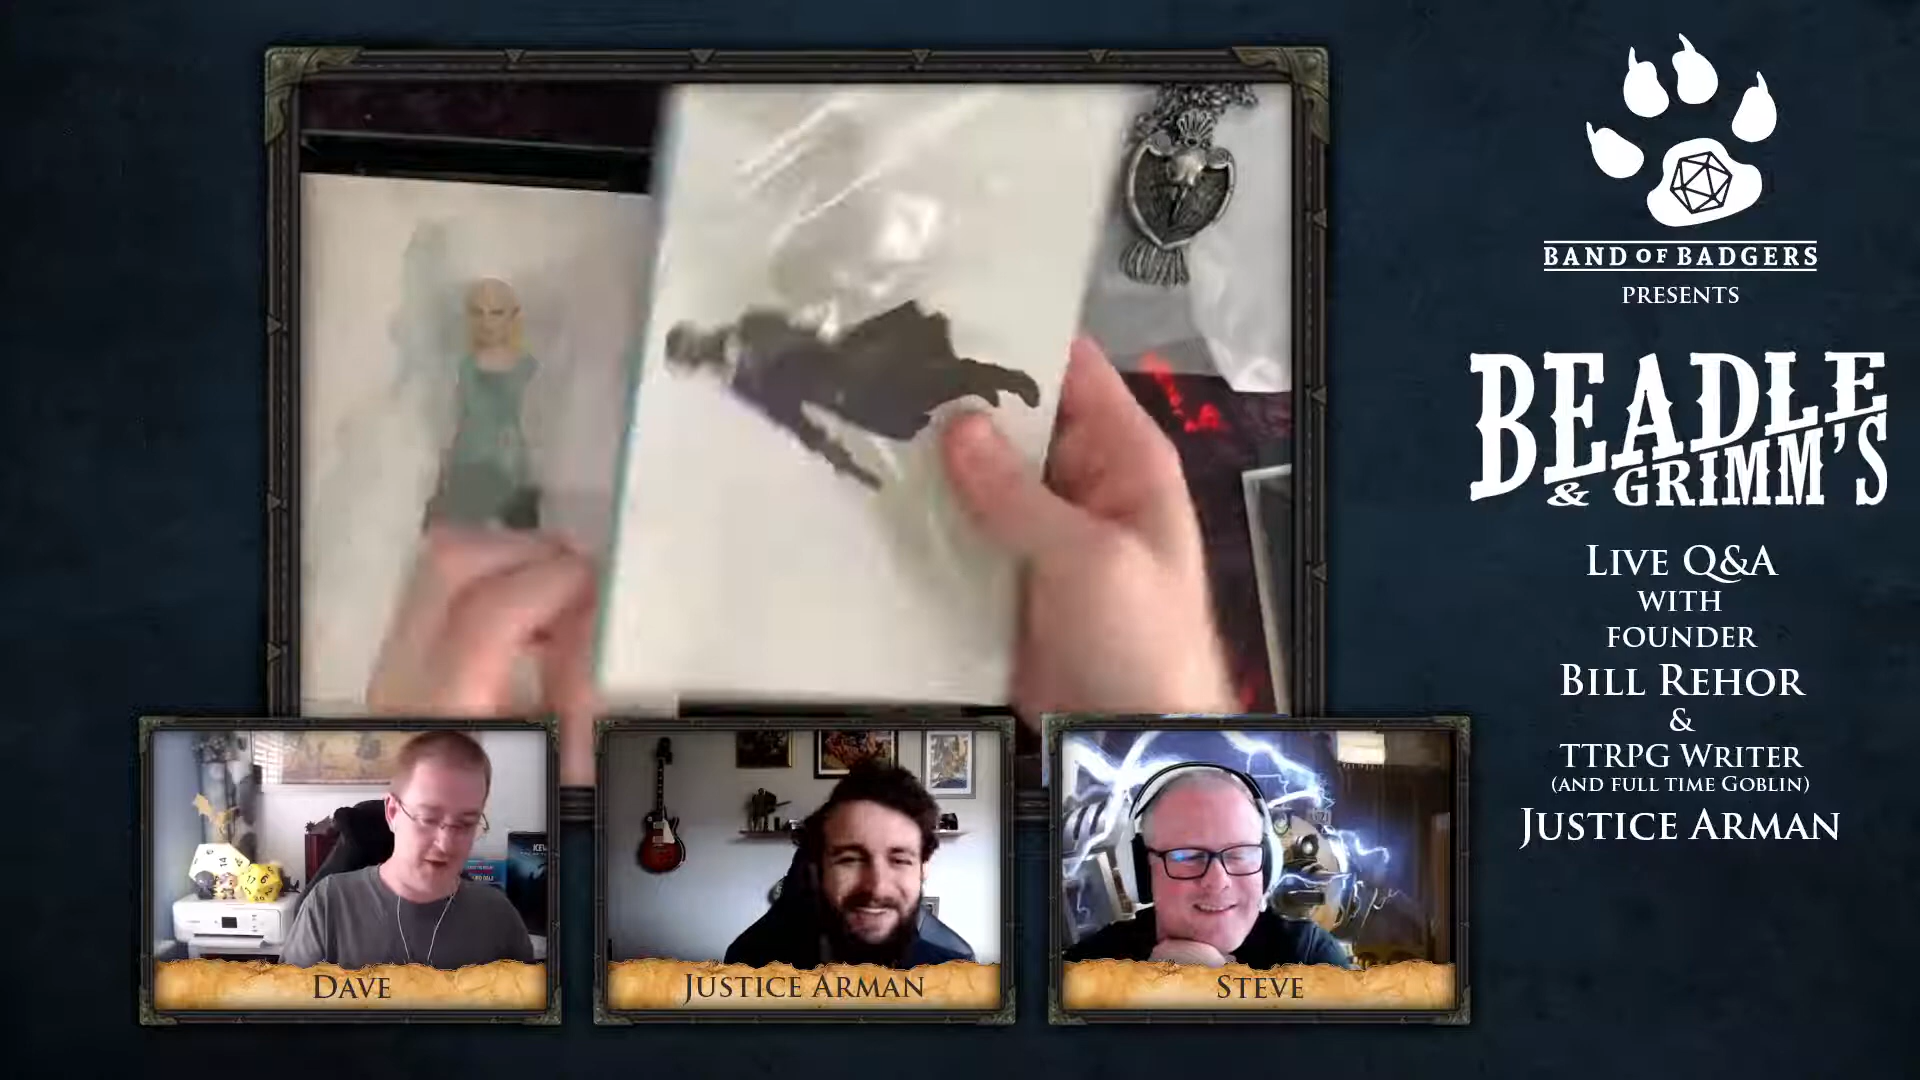 BAND OF BADGERS
PRESENTS
BEADLE
& GRIMM'S
LIVE Q&A
WITH
FOUNDER
BILL REHOR
&
TTRPG WRITER
(AND FULL TIME GOBLIN)
JUSTICE ARMAN
DAVE
JUSTICE ARMAN
STEVE